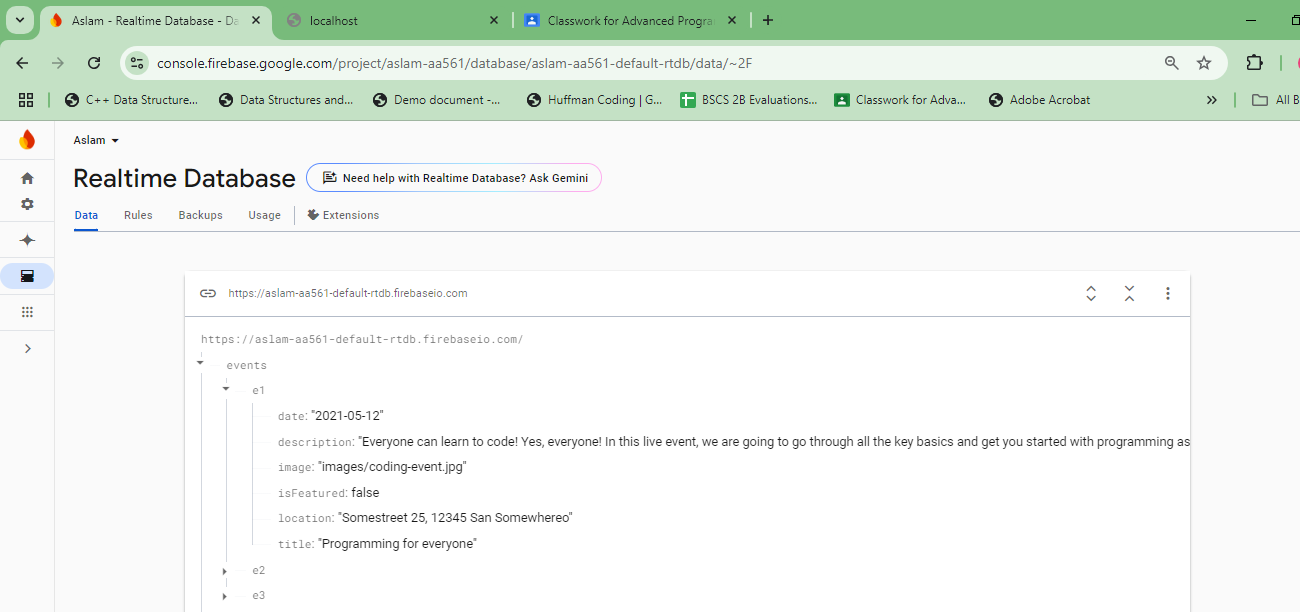 Aslam - Realtime Database - Da
localhost
Classwork for Advanced Progra
console.firebase.google.com/project/aslam-aa561/database/aslam-aa561-default-rtdb/data/~2F
C++ Data Structure...
Data Structures and...
Demo document -...
Huffman Coding | G...
BSCS 2B Evaluations...
Classwork for Adva...
Adobe Acrobat
All B
Aslam
Realtime Database
Need help with Realtime Database? Ask Gemini
Data
Rules
Backups
Usage
Extensions
https://aslam-aa561-default-rtdb.firebaseio.com
https://aslam-aa561-default-rtdb.firebaseio.com/
events
e1
date: "2021-05-12"
description: "Everyone can learn to code! Yes, everyone! In this live event, we are going to go through all the key basics and get you started with programming as
image: "images/coding-event.jpg"
isFeatured: false
location: "Somestreet 25, 12345 San Somewhereo"
title: "Programming for everyone"
e2
e3